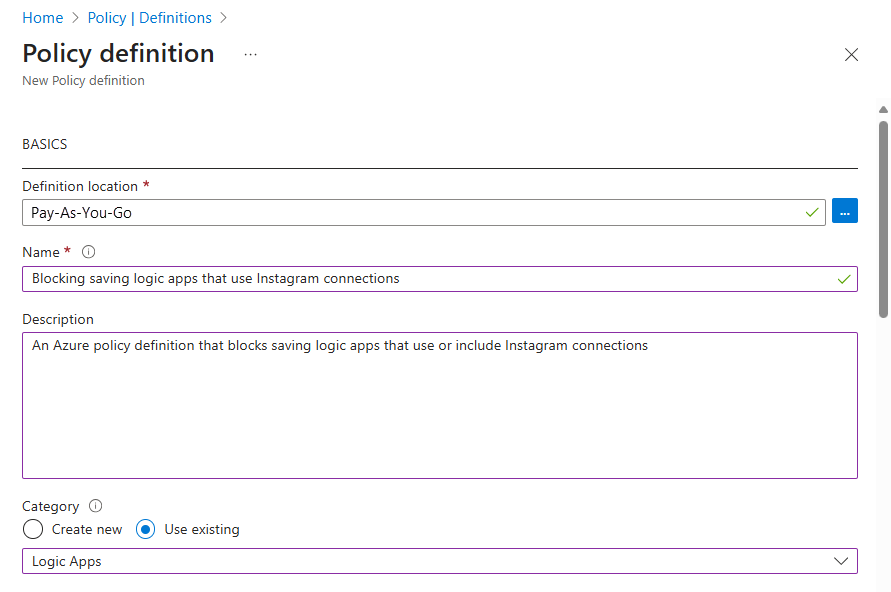 Home > Policy | Definitions >
Policy definition ...
New Policy definition
BASICS
Definition location *
Pay-As-You-Go
...
Name *
Blocking saving logic apps that use Instagram connections
Description
An Azure policy definition that blocks saving logic apps that use or include Instagram connections
Category
Create new Use existing
Logic Apps